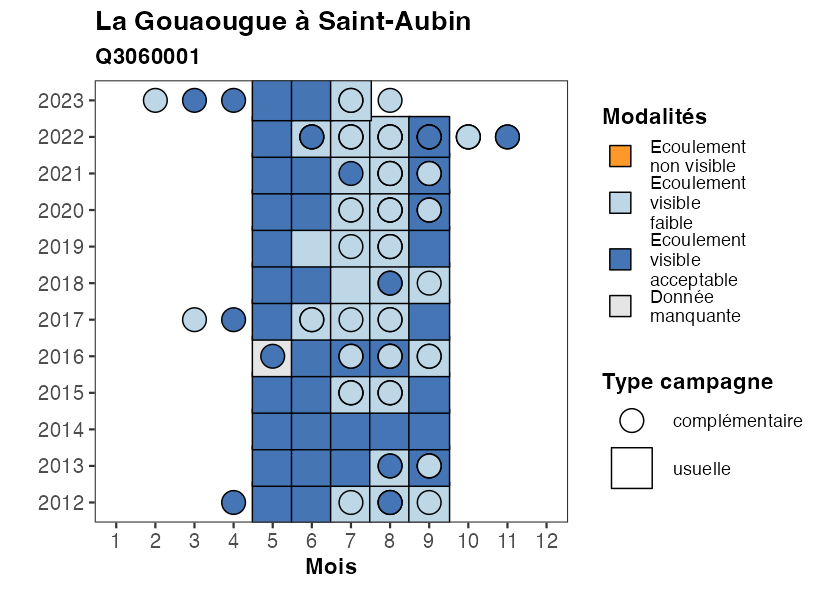 La Gouaougue à Saint-Aubin
Q3060001
2023
2022
2021
2020
2019
2018
2017
2016
2015
2014
2013
2012
1 2 3 4 5 6 7 8 9 10 11 12
Mois
Modalités
Ecoulement
non visible
Ecoulement
visible
faible
Ecoulement
visible
acceptable
Donnée
manquante
Type campagne
complémentaire
usuelle